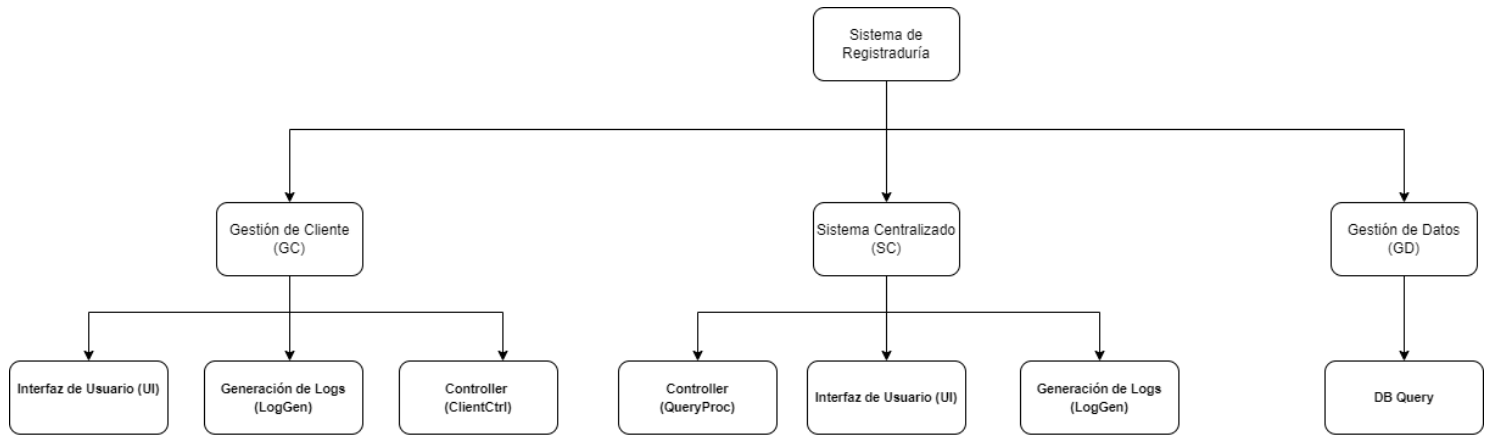 Sistema de
Registraduría
Gestión de Cliente
(GC)
Sistema Centralizado
(SC)
Gestión de Datos
(GD)
Interfaz de Usuario (UI)
Generación de Logs
(LogGen)
Controller
(ClientCtrl)
Controller
(QueryProc)
Interfaz de Usuario (UI)
Generación de Logs
(LogGen)
DB Query